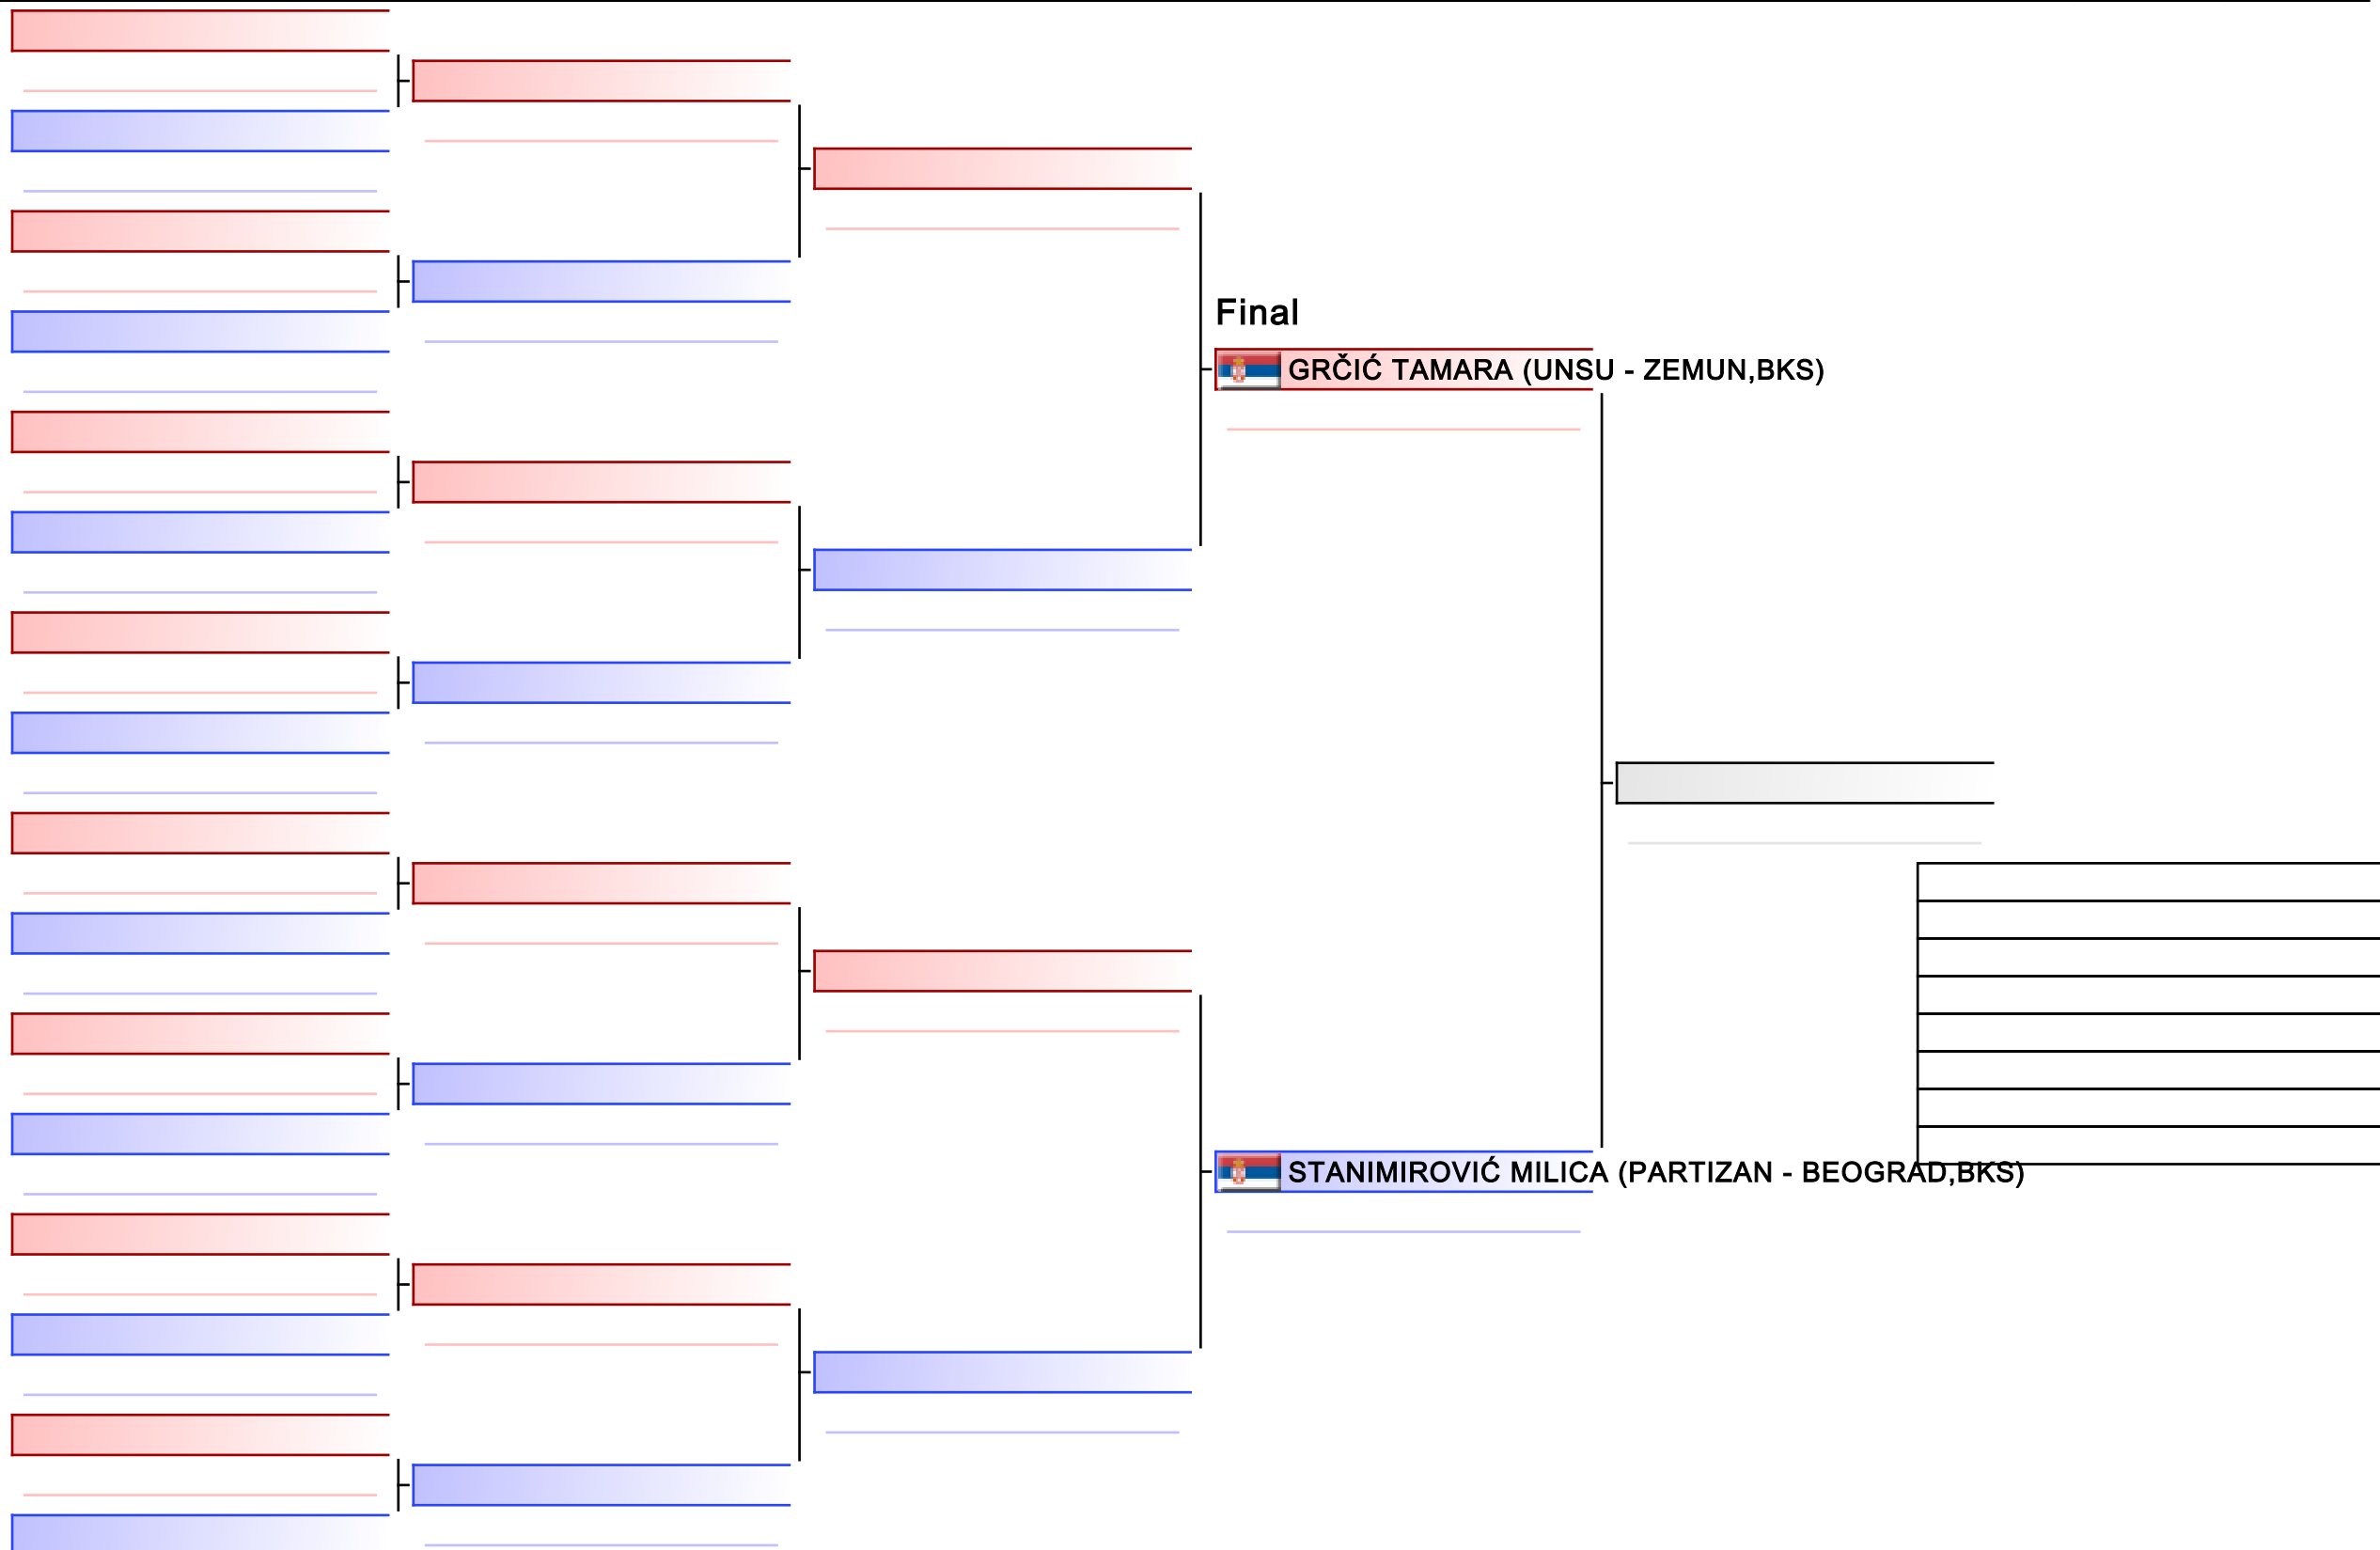 Final
GRČIĆ TAMARA (UNSU - ZEMUN,BKS)
STANIMIROVIĆ MILICA (PARTIZAN - BEOGRAD,BKS)